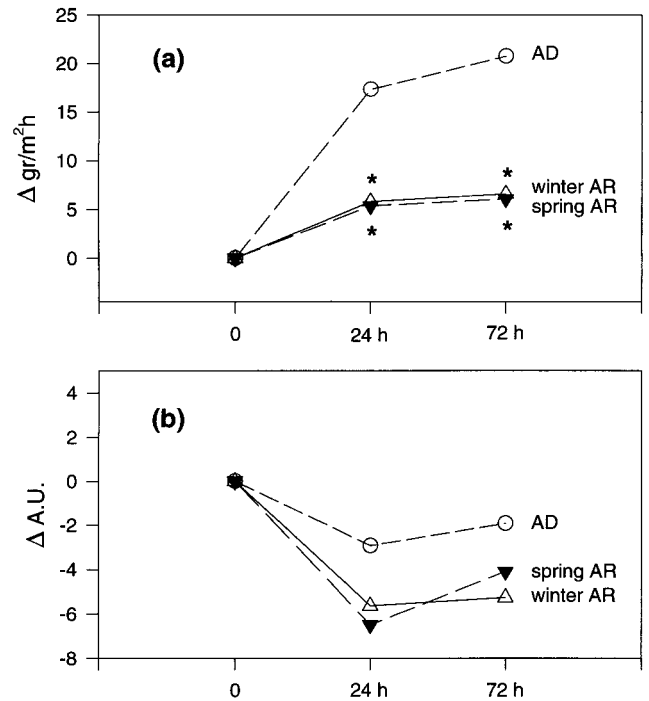 25
(a)
AD
20
15
Δ gr/m²h
10
*
*
winter AR
5
spring AR
*
*
0
0
24 h
72 h
4
(b)
2
0
Δ A.U.
-2
AD
-4
spring AR
winter AR
-6
-8
0
24 h
72 h